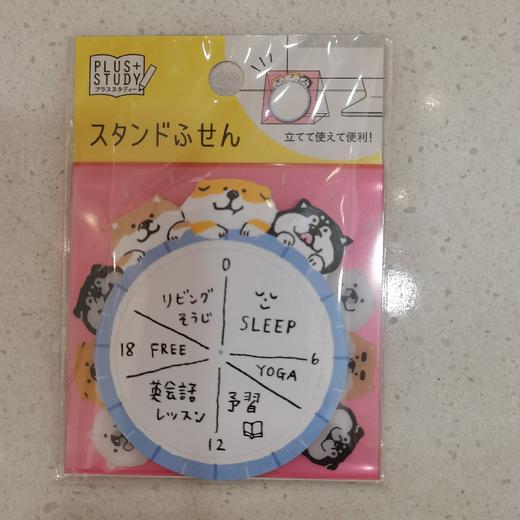 PLUS+
STUDY
プラススタディー
スタンドふせん
立てて使えて便利!
0
リビング
そうじ
SLEEP
18
FREE
6
YOGA
英会話
レッスン
予習
12